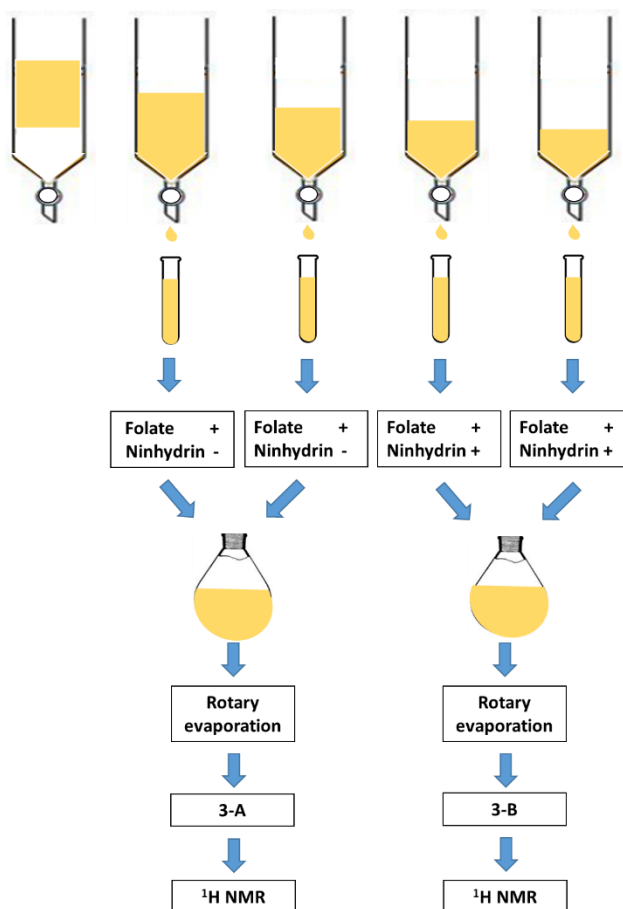 Folate +
Ninhydrin -
Folate +
Ninhydrin -
Folate +
Ninhydrin +
Folate +
Ninhydrin +
Rotary
evaporation
Rotary
evaporation
3-A
3-B
¹H NMR
¹H NMR